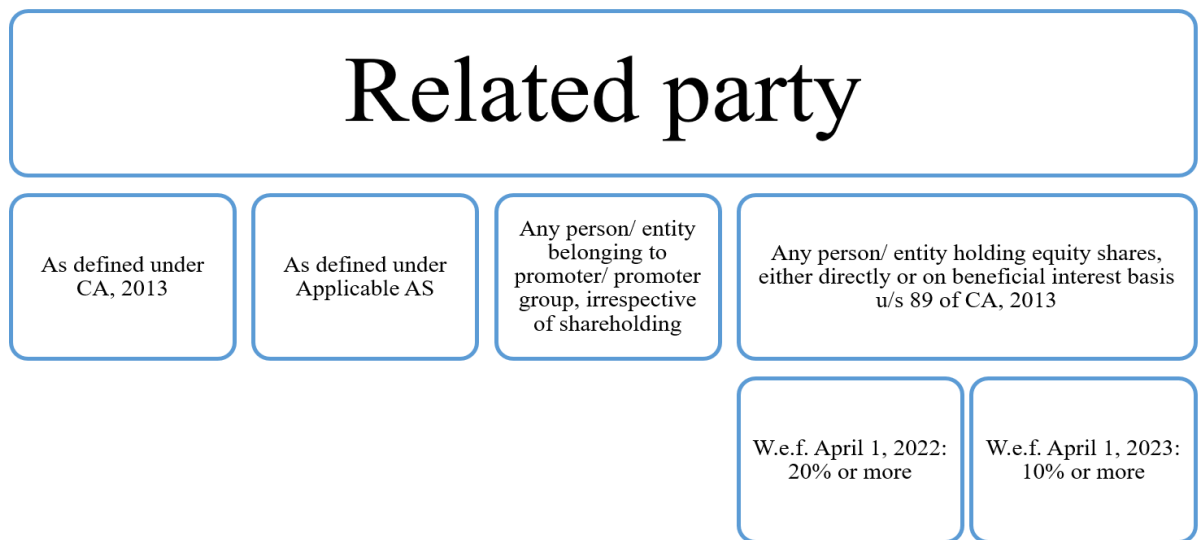 Related party
As defined under
CA, 2013
As defined under
Applicable AS
Any person/ entity
belonging to
promoter/ promoter
group, irrespective
of shareholding
Any person/ entity holding equity shares,
either directly or on beneficial interest basis
u/s 89 of CA, 2013
W.e.f. April 1, 2022:
20% or more
W.e.f. April 1, 2023:
10% or more